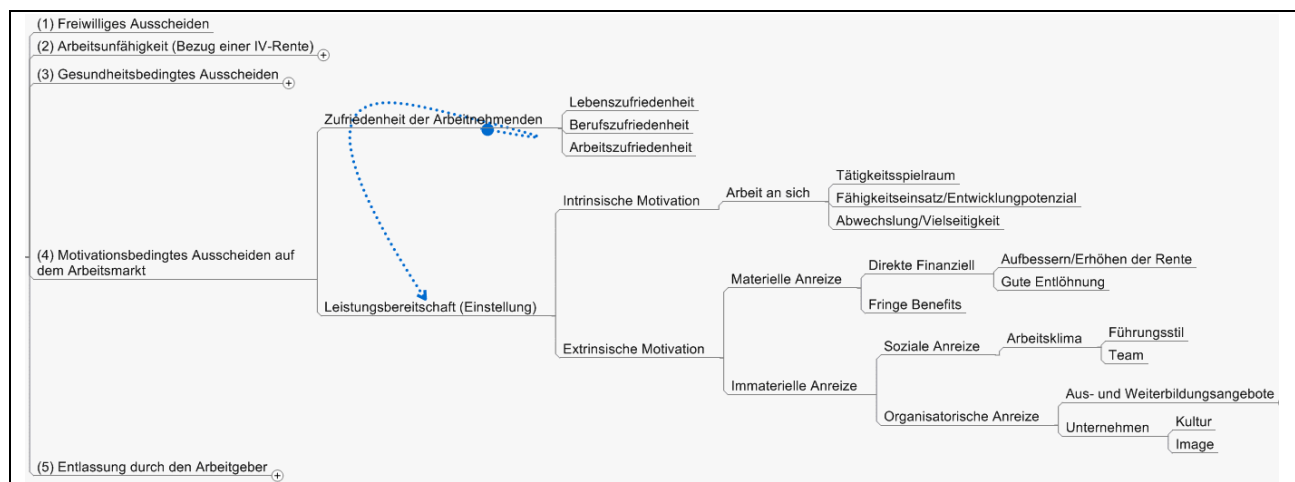 (1) Freiwilliges Ausscheiden
(2) Arbeitsunfähigkeit (Bezug einer IV-Rente)
(3) Gesundheitsbedingtes Ausscheiden
(4) Motivationsbedingtes Ausscheiden auf
dem Arbeitsmarkt
Zufriedenheit der Arbeitnehmenden
Lebenszufriedenheit
Berufszufriedenheit
Arbeitszufriedenheit
Leistungsbereitschaft (Einstellung)
Intrinsische Motivation
Arbeit an sich
Tätigkeitsspielraum
Fähigkeitseinsatz/Entwicklungpotenzial
Abwechslung/Vielseitigkeit
Extrinsische Motivation
Materielle Anreize
Direkte Finanziell
Aufbessern/Erhöhen der Rente
Gute Entlöhnung
Fringe Benefits
Immaterielle Anreize
Soziale Anreize
Arbeitsklima
Führungsstil
Team
Organisatorische Anreize
Aus- und Weiterbildungsangebote
Unternehmen
Kultur
Image
(5) Entlassung durch den Arbeitgeber